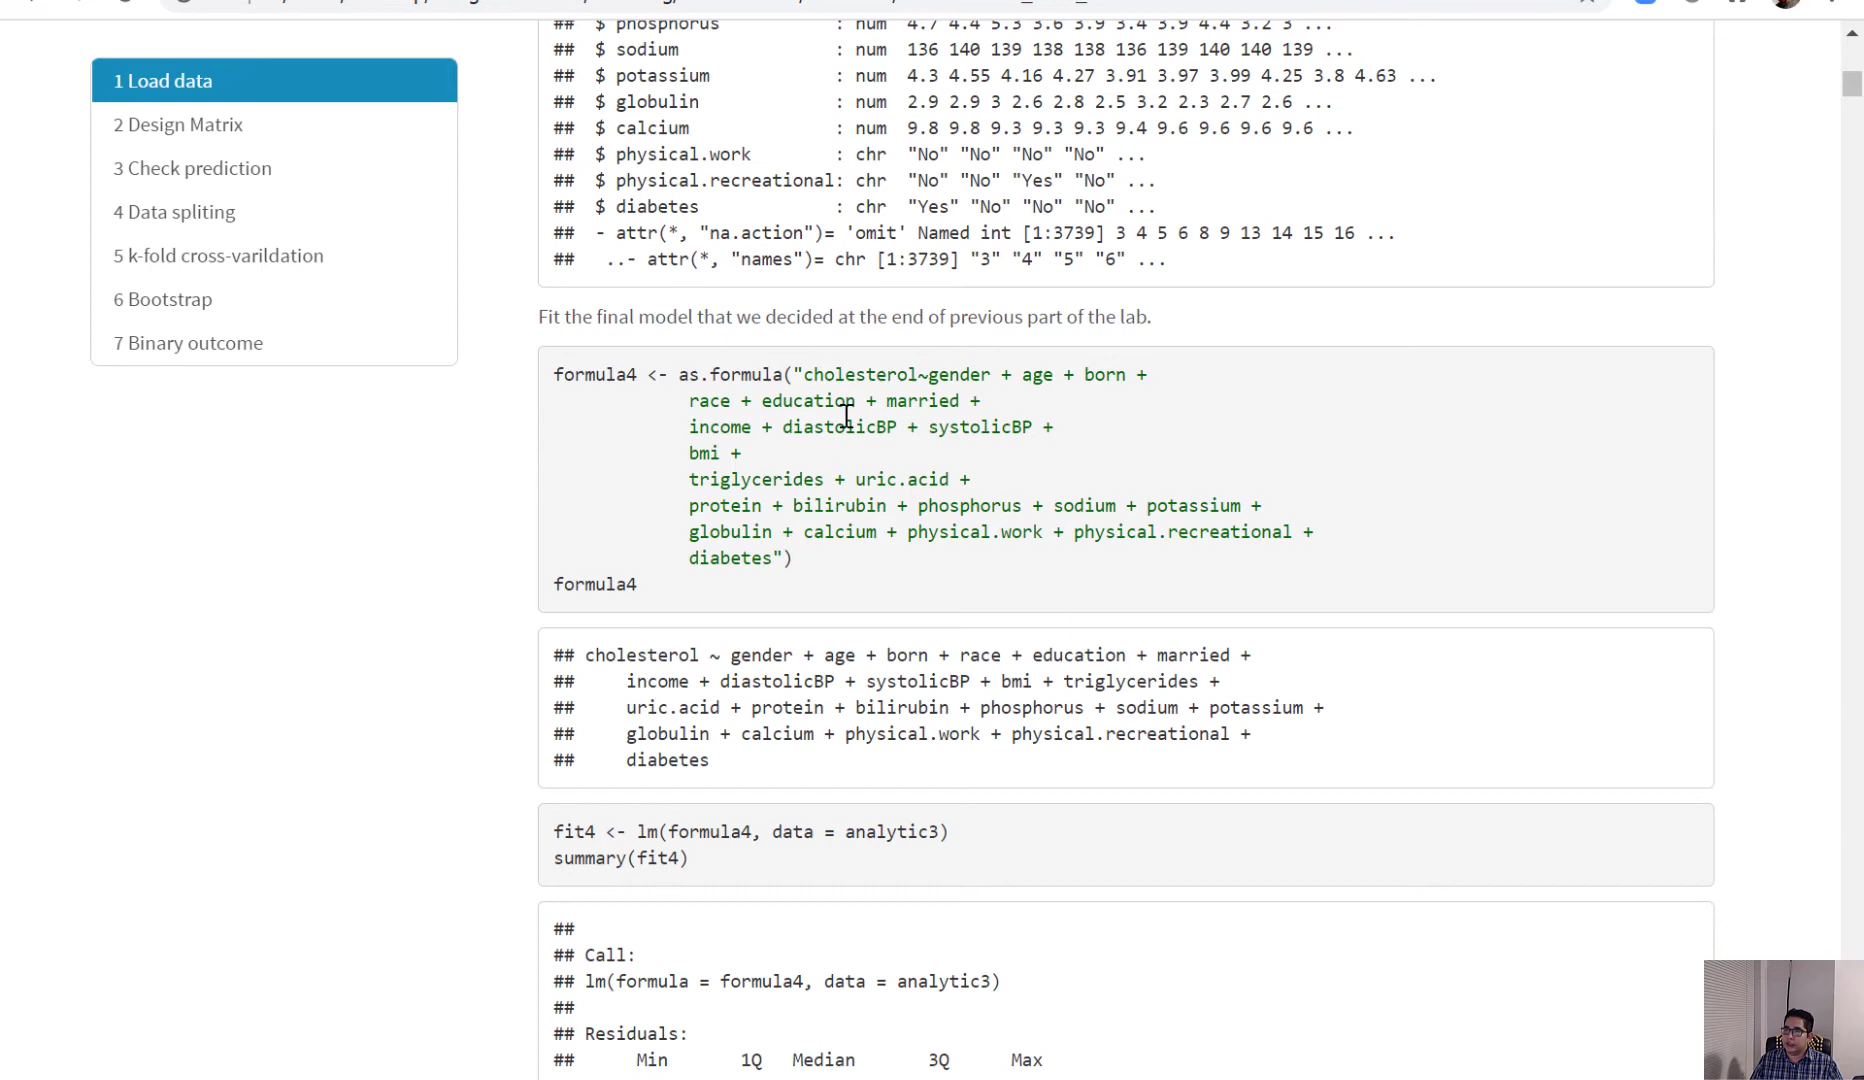 ## $ phosphorus : num 4.7 4.4 5.3 3.6 3.9 3.4 3.9 4.4 3.2 3 ...
## $ sodium : num 136 140 139 138 138 136 139 140 140 139 ...
## $ potassium : num 4.3 4.55 4.16 4.27 3.91 3.97 3.99 4.25 3.8 4.63 ...
## $ globulin : num 2.9 2.9 3 2.6 2.8 2.5 3.2 2.3 2.7 2.6 ...
## $ calcium : num 9.8 9.8 9.3 9.3 9.3 9.4 9.6 9.6 9.6 9.6 ...
## $ physical.work : chr "No" "No" "No" "No" ...
## $ physical.recreational: chr "No" "No" "Yes" "No" ...
## $ diabetes : chr "Yes" "No" "No" "No" ...
## - attr(*, "na.action")= 'omit' Named int [1:3739] 3 4 5 6 8 9 13 14 15 16 ...
## ..- attr(*, "names")= chr [1:3739] "3" "4" "5" "6" ...
1 Load data
2 Design Matrix
3 Check prediction
4 Data spliting
5 k-fold cross-varildation
6 Bootstrap
7 Binary outcome
Fit the final model that we decided at the end of previous part of the lab.
formula4 <- as.formula("cholesterol~gender + age + born +
race + education + married +
income + diastolicBP + systolicBP +
bmi +
triglycerides + uric.acid +
protein + bilirubin + phosphorus + sodium + potassium +
globulin + calcium + physical.work + physical.recreational +
diabetes")
formula4
## cholesterol ~ gender + age + born + race + education + married +
## income + diastolicBP + systolicBP + bmi + triglycerides +
## uric.acid + protein + bilirubin + phosphorus + sodium + potassium +
## globulin + calcium + physical.work + physical.recreational +
## diabetes
fit4 <- lm(formula4, data = analytic3)
summary(fit4)
##
## Call:
## lm(formula = formula4, data = analytic3)
##
## Residuals:
## Min 1Q Median 3Q Max